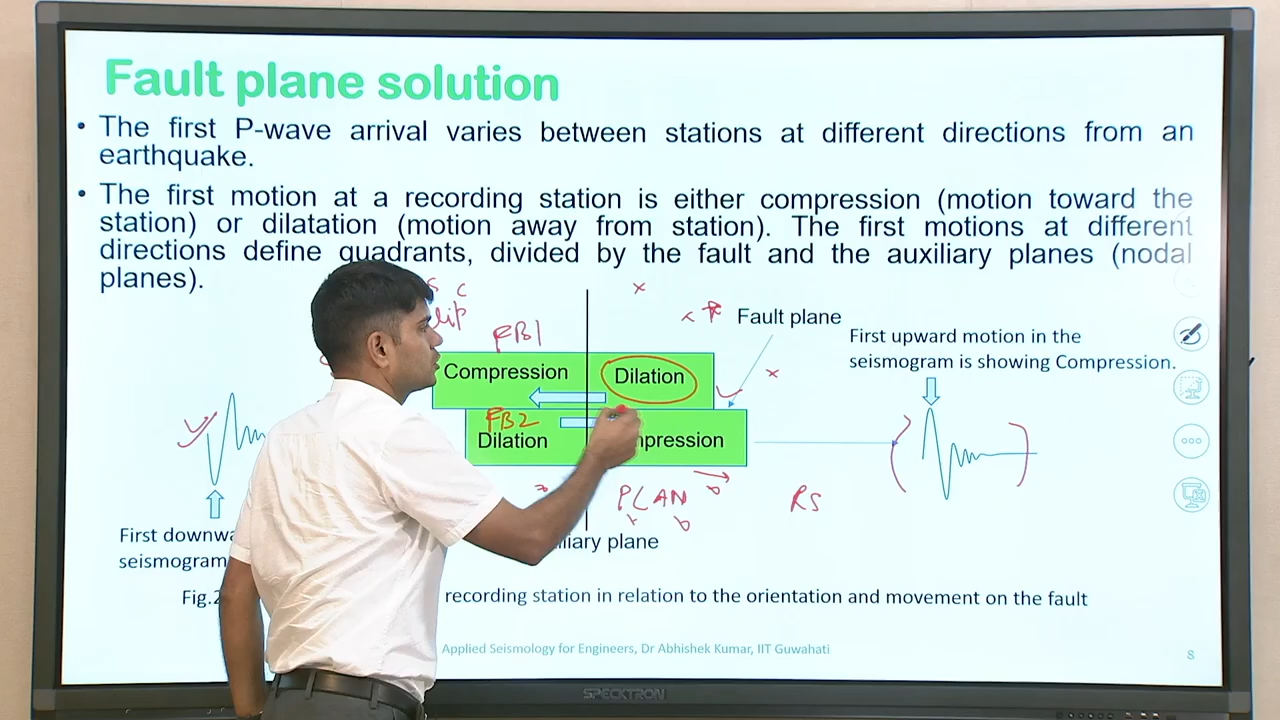 Fault plane solution
• The first P-wave arrival varies between stations at different directions from an
earthquake.
• The first motion at a recording station is either compression (motion toward the
station) or dilatation (motion away from station). The first motions at different
directions define quadrants, divided by the fault and the auxiliary planes (nodal
planes).
FB1
Fault plane
First upward motion in the
seismogram is showing Compression.
Compression
Dilation
FB2
Dilation
mpression
PLAN
RS
First downwa
seismogram
iliary plane
Fig.2
recording station in relation to the orientation and movement on the fault
Applied Seismology for Engineers, Dr Abhishek Kumar, IIT Guwahati
8
SPECKTRON